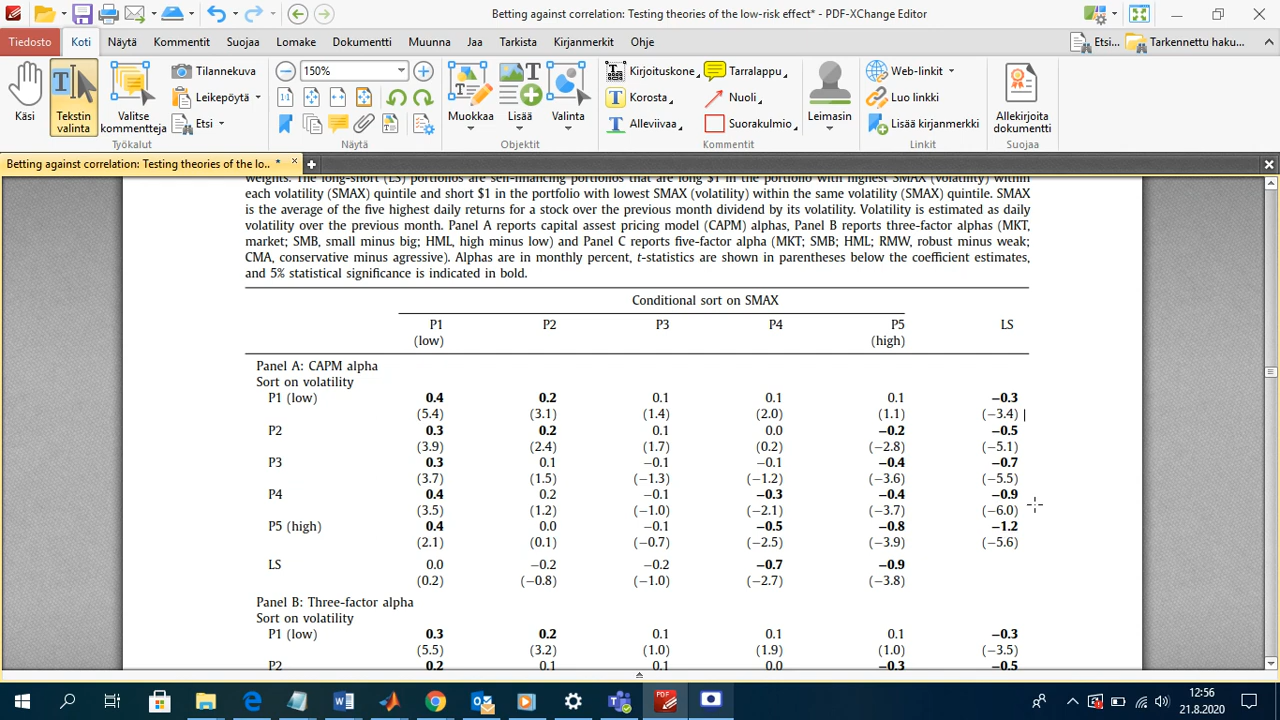 Betting against correlation: Testing theories of the low-risk effect* - PDF-XChange Editor
Tiedosto Koti Näytä Kommentit Suojaa Lomake Dokumentti Muunna Jaa Tarkista Kirjanmerkit Ohje Etsi... Tarkennettu haku...
Käsi
Tekstin valinta
Valitse kommentteja
Tilannekuva
Leikepöytä
Etsi
Työkalut
150%
Näytä
Muokkaa
Lisää
Valinta
Objektit
Kirjoituskone
Korosta
Alleviivaa
Tarralappu
Nuoli
Suorakulmio
Kommentit
Leimasin
Web-linkit
Luo linkki
Lisää kirjanmerkki
Linkit
Allekirjoita dokumentti
Suojaa
Betting against correlation: Testing theories of the lo.. *
weights. The long-short (LS) portfolios are self-financing portfolios that are long $1 in the portfolio with highest SMAX (volatility) within
each volatility (SMAX) quintile and short $1 in the portfolio with lowest SMAX (volatility) within the same volatility (SMAX) quintile. SMAX
is the average of the five highest daily returns for a stock over the previous month dividend by its volatility. Volatility is estimated as daily
volatility over the previous month. Panel A reports capital assest pricing model (CAPM) alphas, Panel B reports three-factor alphas (MKT,
market; SMB, small minus big; HML, high minus low) and Panel C reports five-factor alpha (MKT; SMB; HML; RMW, robust minus weak;
CMA, conservative minus agressive). Alphas are in monthly percent, t-statistics are shown in parentheses below the coefficient estimates,
and 5% statistical significance is indicated in bold.
Conditional sort on SMAX
P1 P2 P3 P4 P5 LS
(low) (high)
Panel A: CAPM alpha
Sort on volatility
P1 (low) 0.4 0.2 0.1 0.1 0.1 −0.3
(5.4) (3.1) (1.4) (2.0) (1.1) (−3.4)
P2 0.3 0.2 0.1 0.0 −0.2 −0.5
(3.9) (2.4) (1.7) (0.2) (−2.8) (−5.1)
P3 0.3 0.1 −0.1 −0.1 −0.4 −0.7
(3.7) (1.5) (−1.3) (−1.2) (−3.6) (−5.5)
P4 0.4 0.2 −0.1 −0.3 −0.4 −0.9
(3.5) (1.2) (−1.0) (−2.1) (−3.7) (−6.0)
P5 (high) 0.4 0.0 −0.1 −0.5 −0.8 −1.2
(2.1) (0.1) (−0.7) (−2.5) (−3.9) (−5.6)
LS 0.0 −0.2 −0.2 −0.7 −0.9
(0.2) (−0.8) (−1.0) (−2.7) (−3.8)
Panel B: Three-factor alpha
Sort on volatility
P1 (low) 0.3 0.2 0.1 0.1 0.1 −0.3
(5.5) (3.2) (1.0) (1.9) (1.0) (−3.5)
P2 0.2 0.1 0.1 0.0 −0.3 −0.5
12:56
21.8.2020